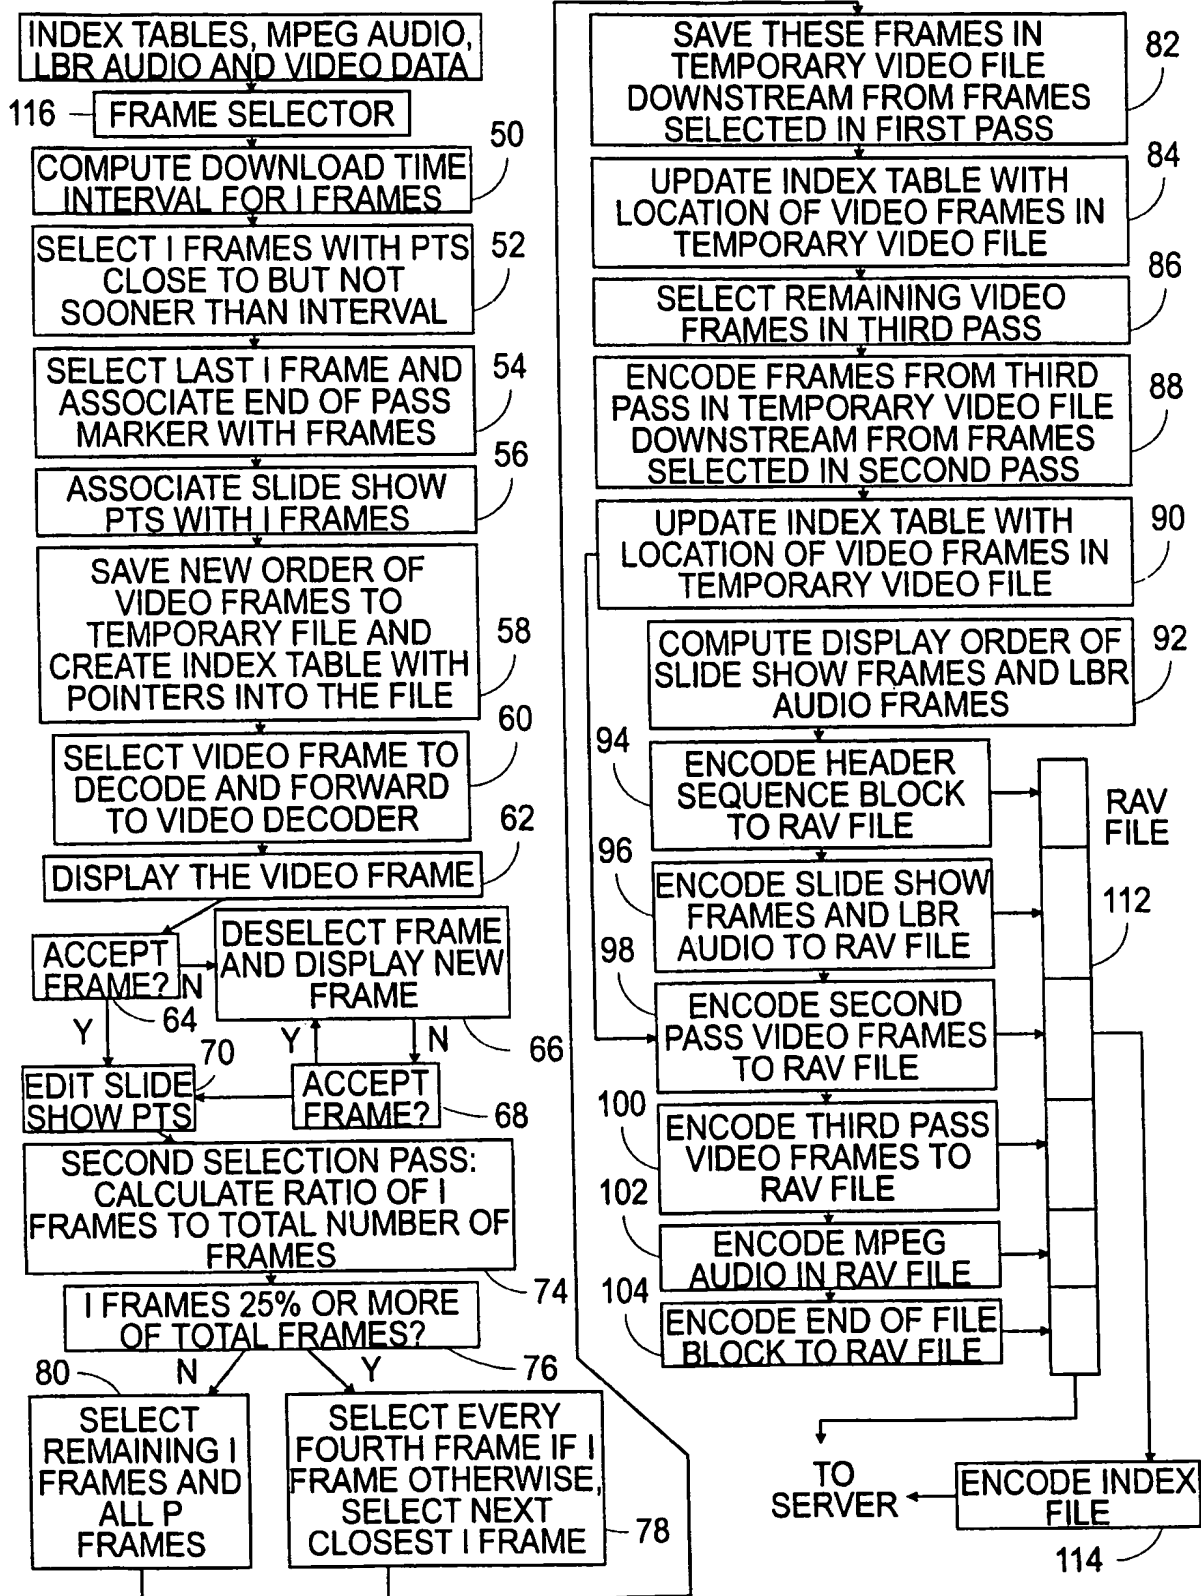 INDEX TABLES, MPEG AUDIO,
LBR AUDIO AND VIDEO DATA
116
FRAME SELECTOR
50
COMPUTE DOWNLOAD TIME
INTERVAL FOR I FRAMES
52
SELECT I FRAMES WITH PTS
CLOSE TO BUT NOT
SOONER THAN INTERVAL
54
SELECT LAST I FRAME AND
ASSOCIATE END OF PASS
MARKER WITH FRAMES
56
ASSOCIATE SLIDE SHOW
PTS WITH I FRAMES
SAVE NEW ORDER OF
VIDEO FRAMES TO
TEMPORARY FILE AND
CREATE INDEX TABLE WITH
POINTERS INTO THE FILE
58
60
SELECT VIDEO FRAME TO
DECODE AND FORWARD
TO VIDEO DECODER
62
DISPLAY THE VIDEO FRAME
ACCEPT
FRAME?
N
64
Y
DESELECT FRAME
AND DISPLAY NEW
FRAME
66
Y
N
70
EDIT SLIDE
SHOW PTS
ACCEPT
FRAME?
68
SECOND SELECTION PASS:
CALCULATE RATIO OF I
FRAMES TO TOTAL NUMBER OF
FRAMES
74
I FRAMES 25% OR MORE
OF TOTAL FRAMES?
76
N
Y
80
SELECT
REMAINING I
FRAMES AND
ALL P
FRAMES
SELECT EVERY
FOURTH FRAME IF I
FRAME OTHERWISE,
SELECT NEXT
CLOSEST I FRAME
78
SAVE THESE FRAMES IN
TEMPORARY VIDEO FILE
DOWNSTREAM FROM FRAMES
SELECTED IN FIRST PASS
82
UPDATE INDEX TABLE WITH
LOCATION OF VIDEO FRAMES IN
TEMPORARY VIDEO FILE
84
SELECT REMAINING VIDEO
FRAMES IN THIRD PASS
86
ENCODE FRAMES FROM THIRD
PASS IN TEMPORARY VIDEO FILE
DOWNSTREAM FROM FRAMES
SELECTED IN SECOND PASS
88
UPDATE INDEX TABLE WITH
LOCATION OF VIDEO FRAMES IN
TEMPORARY VIDEO FILE
90
COMPUTE DISPLAY ORDER OF
SLIDE SHOW FRAMES AND LBR
AUDIO FRAMES
92
94
ENCODE HEADER
SEQUENCE BLOCK
TO RAV FILE
RAV
FILE
96
ENCODE SLIDE SHOW
FRAMES AND LBR
AUDIO TO RAV FILE
112
98
ENCODE SECOND
PASS VIDEO FRAMES
TO RAV FILE
100
ENCODE THIRD PASS
VIDEO FRAMES TO
RAV FILE
102
ENCODE MPEG
AUDIO IN RAV FILE
104
ENCODE END OF FILE
BLOCK TO RAV FILE
TO
SERVER
ENCODE INDEX
FILE
114